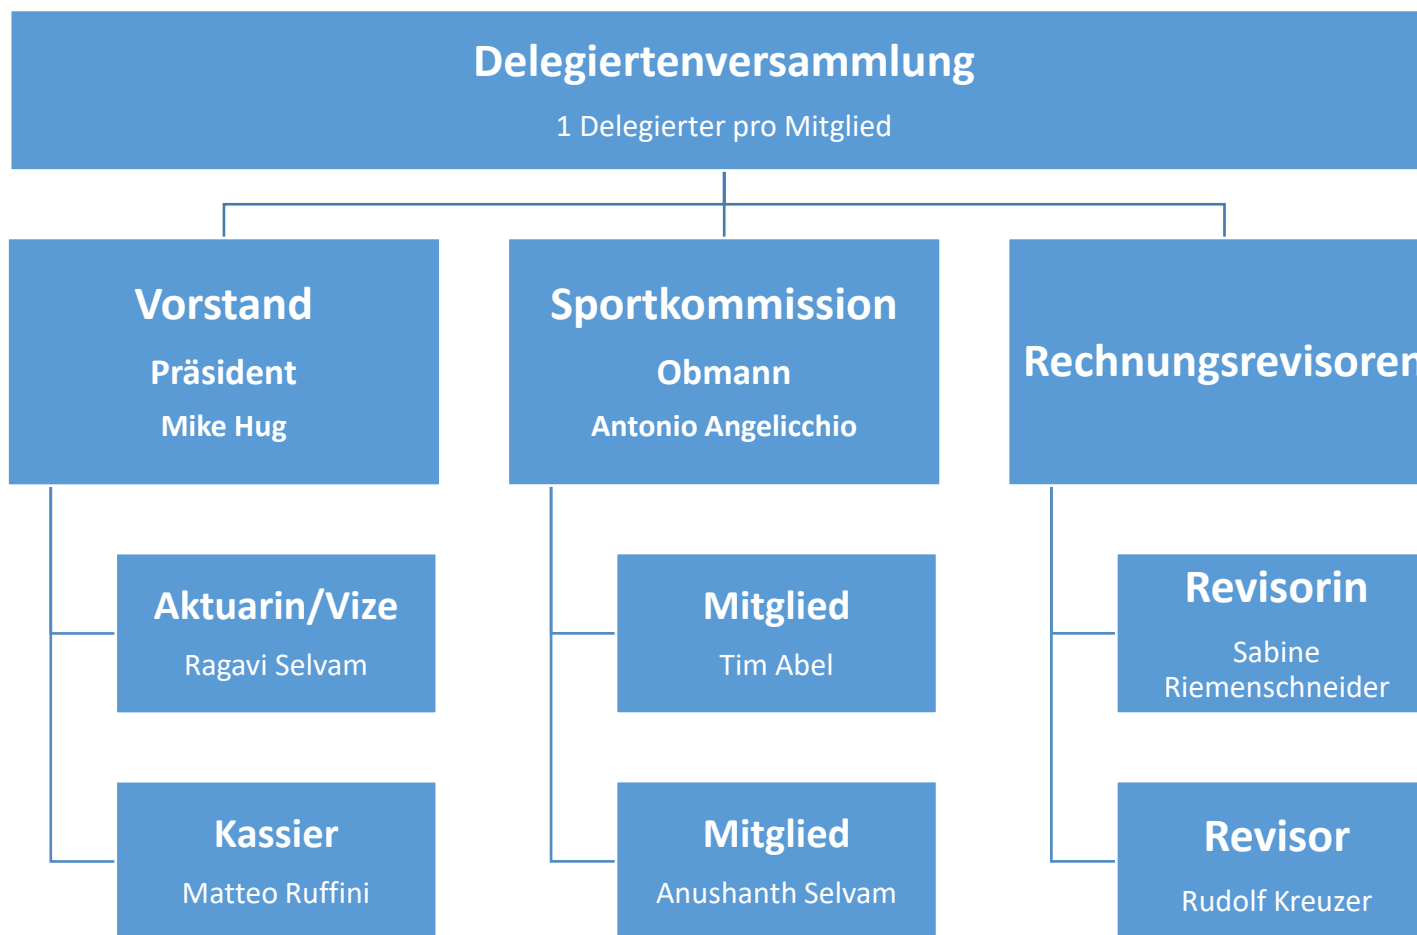 Delegiertenversammlung
1 Delegierter pro Mitglied
Vorstand
Präsident
Mike Hug
Sportkommission
Obmann
Antonio Angelicchio
Rechnungsrevisoren
Aktuarin/Vize
Ragavi Selvam
Mitglied
Tim Abel
Revisorin
Sabine
Riemenschneider
Kassier
Matteo Ruffini
Mitglied
Anushanth Selvam
Revisor
Rudolf Kreuzer